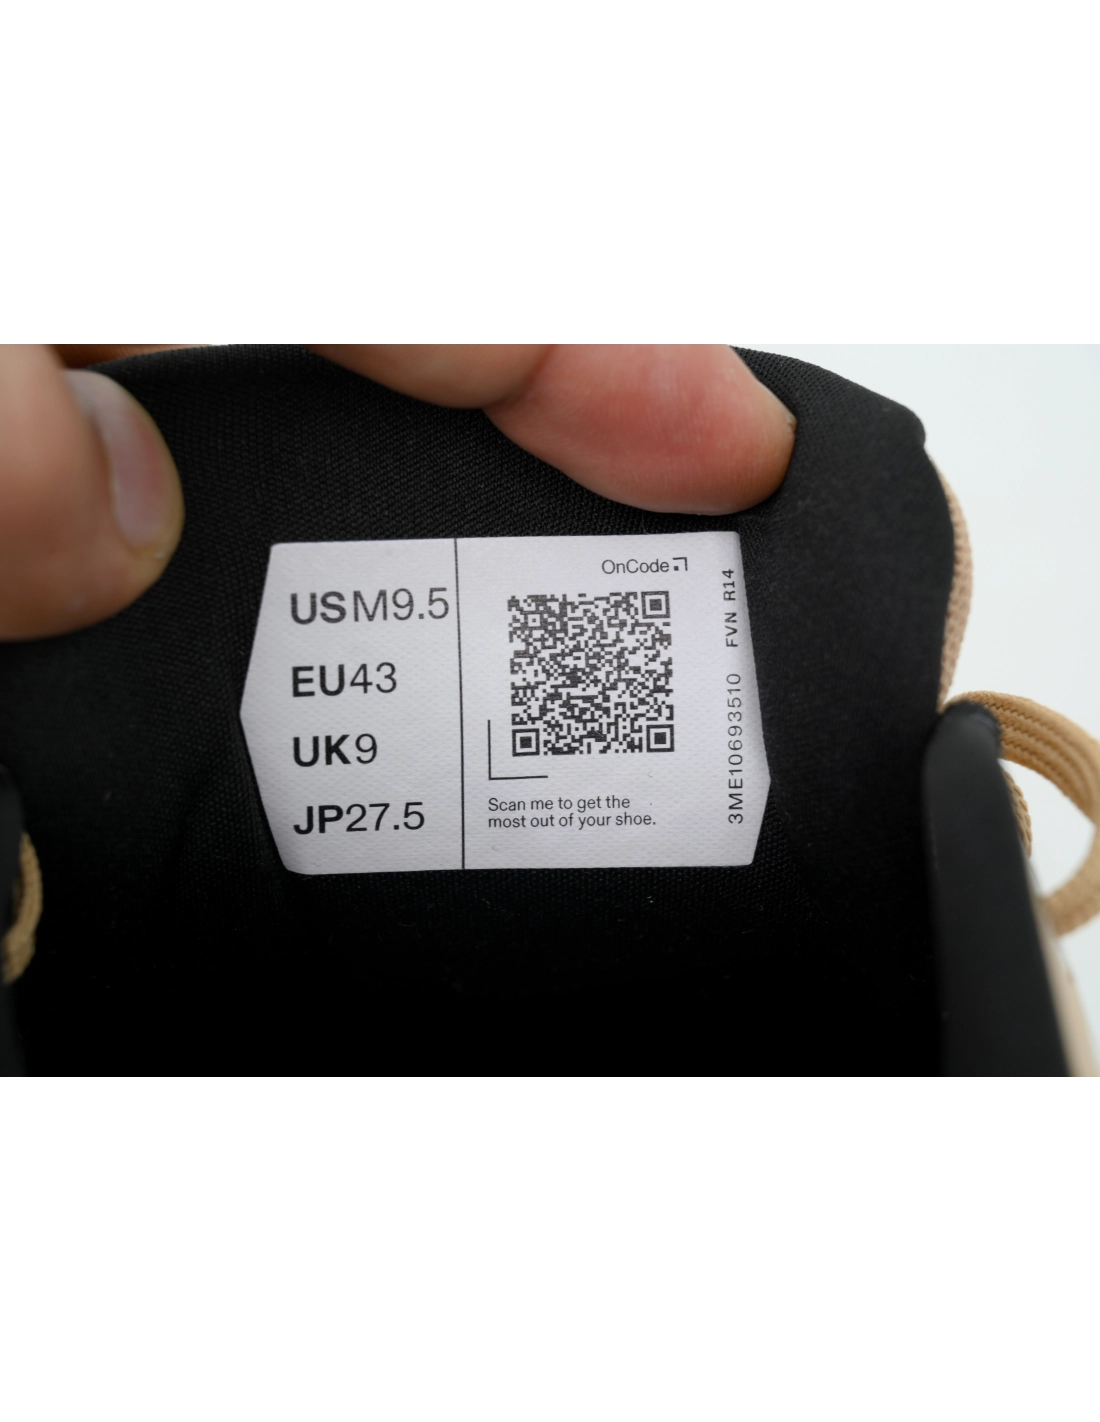 USM9.5
EU43
UK9
JP27.5
OnCode
Scan me to get the
most out of your shoe.
3ME10693510 FVN R14